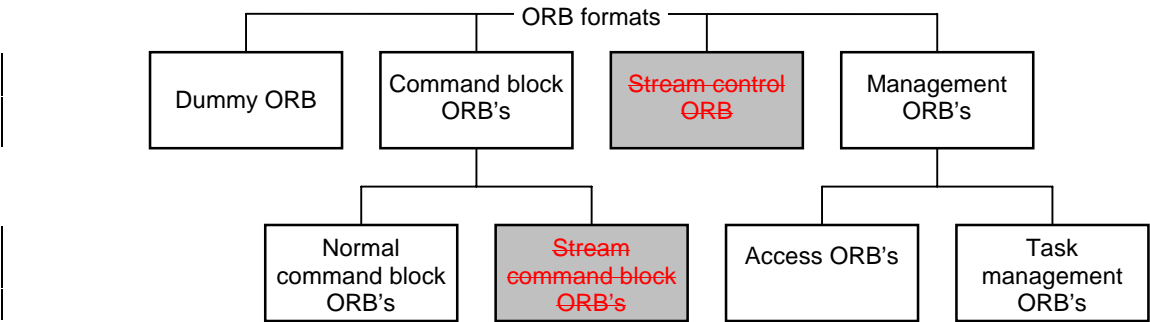 ORB formats
Dummy ORB
Command block
ORB's
Stream control
ORB
Management
ORB's
Normal
command block
ORB's
Stream
command block
ORB's
Access ORB's
Task
management
ORB's